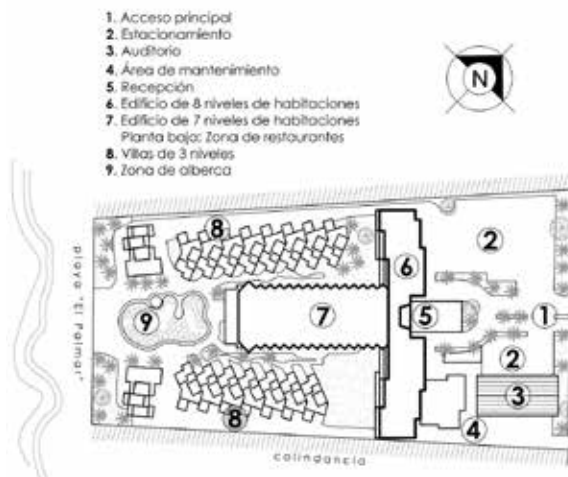 1. Acceso principal
2. Estacionamiento
3. Auditorio
4. Área de mantenimiento
5. Recepción
6. Edificio de 8 niveles de habitaciones
7. Edificio de 7 niveles de habitaciones
Planta baja: Zona de restaurantes
8. Villas de 3 niveles
9. Zona de alberca
N
8
2
6
playa "El Palmar"
9
7
5
1
2
3
8
4
colindancia